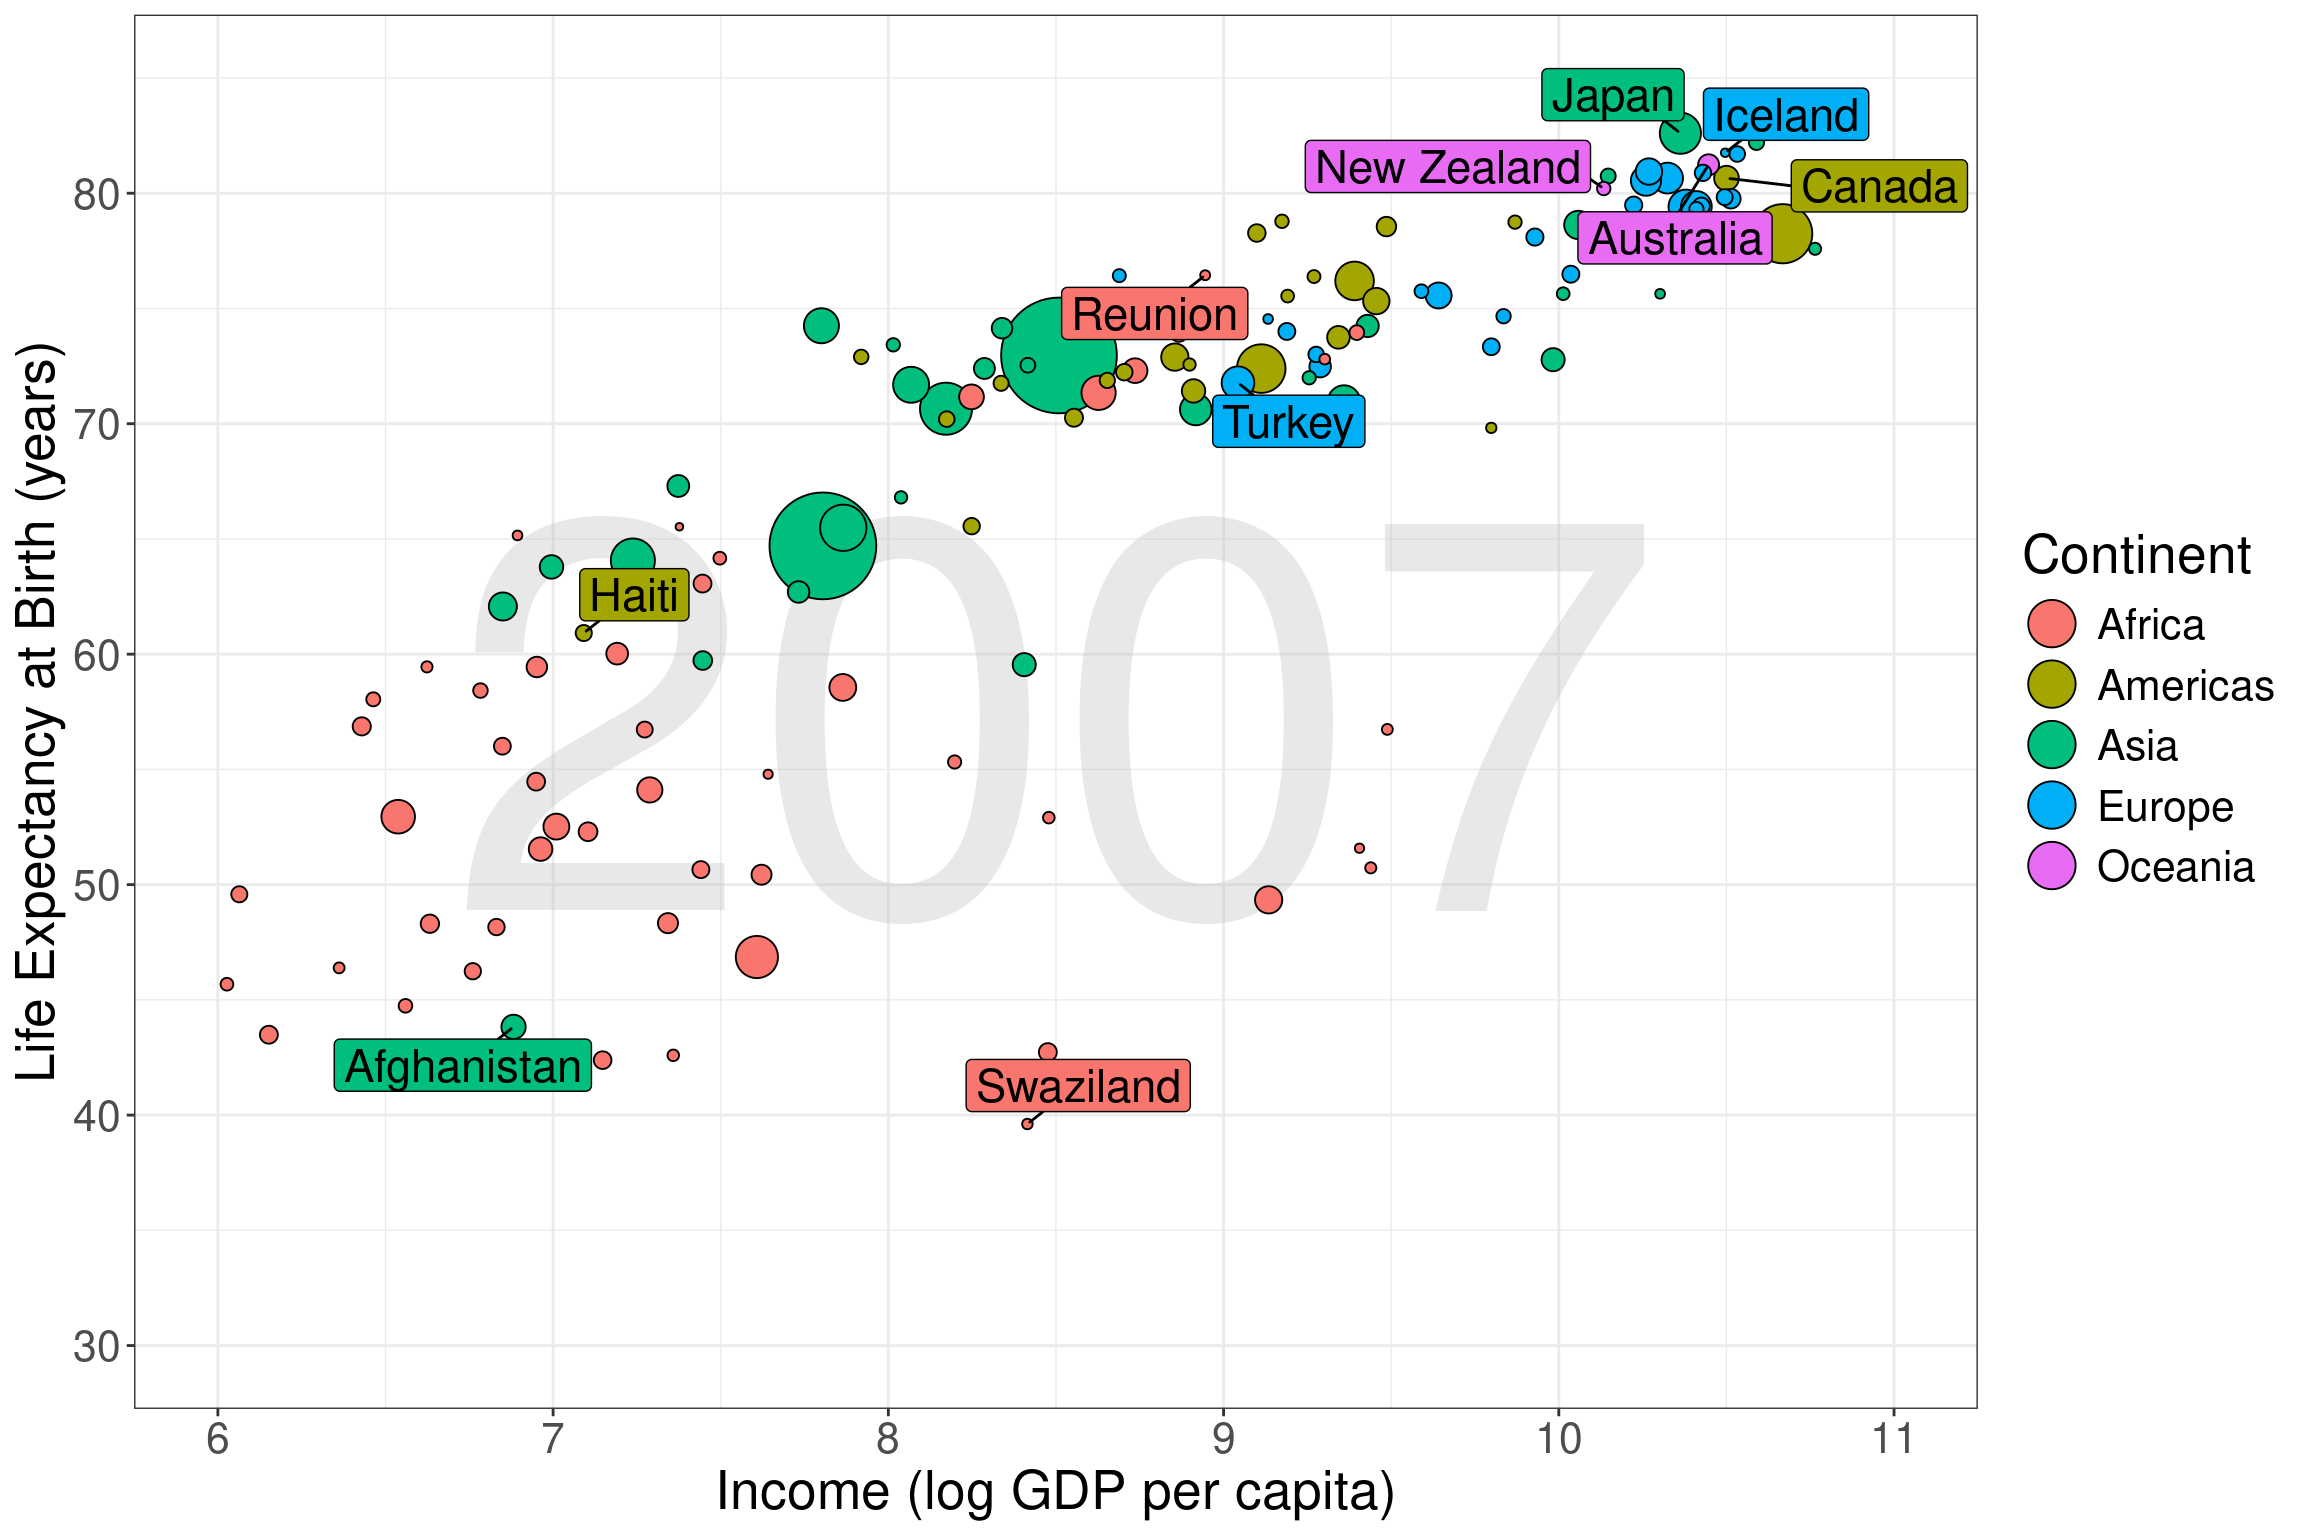 Life Expectancy at Birth (years)
80
70
60
50
40
30
2007
Japan
Iceland
New Zealand
Canada
Australia
Reunion
Turkey
Haiti
Afghanistan
Swaziland
6
7
8
9
10
11
Income (log GDP per capita)
Continent
Africa
Americas
Asia
Europe
Oceania